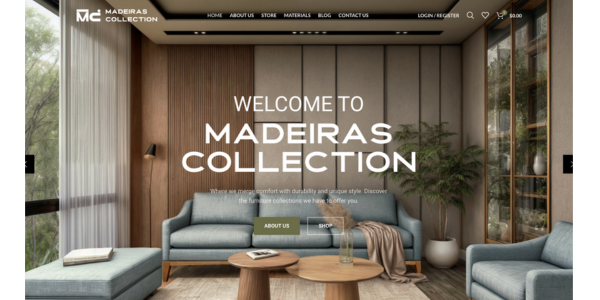 Md MADEIRAS
COLLECTION
HOME ABOUT US STORE MATERIALS BLOG CONTACT US LOGIN / REGISTER $0.00
WELCOME TO
MADEIRAS
COLLECTION
Where we merge comfort with durability and unique style. Discover
the furniture collections we have to offer you.
ABOUT US SHOP